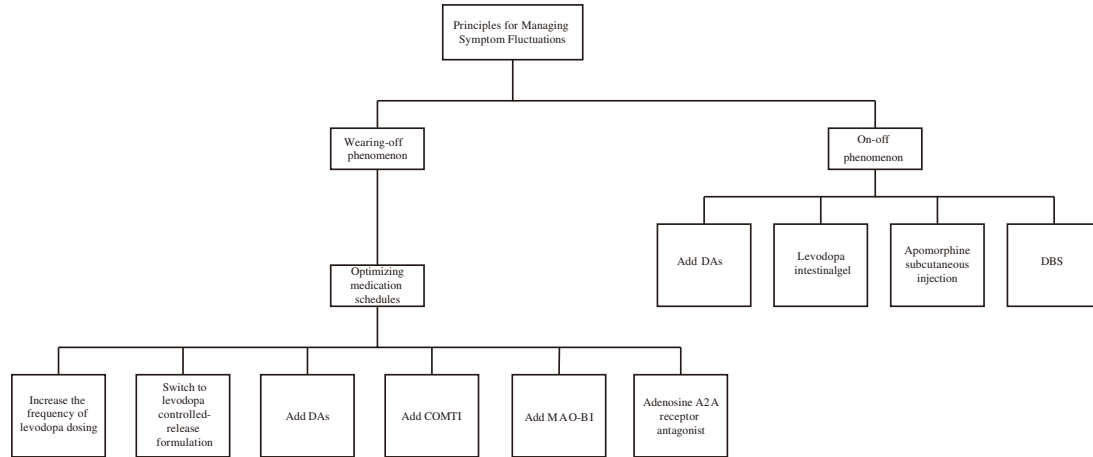 Principles for Managing
Symptom Fluctuations
Wearing-off
phenomenon
On-off
phenomenon
Add DAs
Levodopa
intestinalgel
Apomorphine
subcutaneous
injection
DBS
Optimizing
medication
schedules
Increase the
frequency of
levodopa dosing
Switch to
levodopa
controlled-
release
formulation
Add DAs
Add COMTI
Add MAO-BI
Adenosine A2A
receptor
antagonist